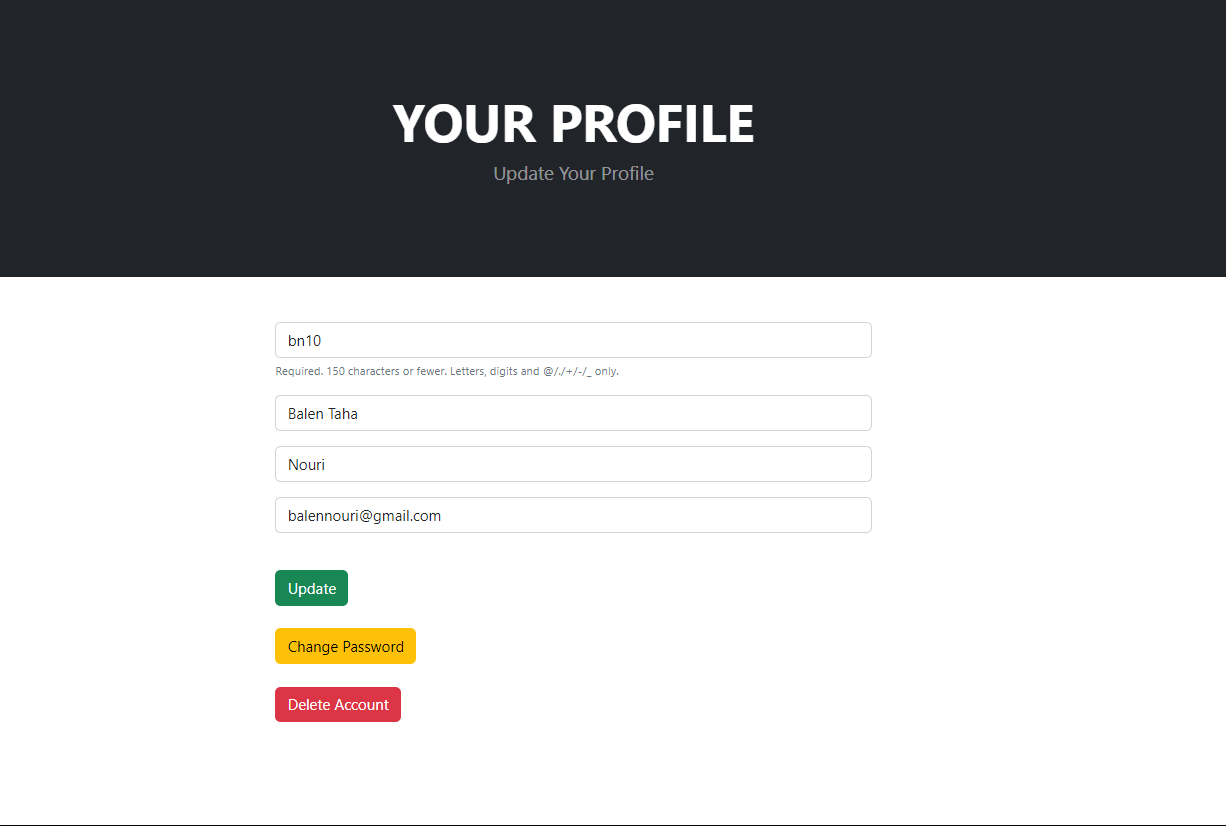 YOUR PROFILE
Update Your Profile
bn10
Required. 150 characters or fewer. Letters, digits and @/./+/-/_ only.
Balen Taha
Nouri
balennouri@gmail.com
Update
Change Password
Delete Account